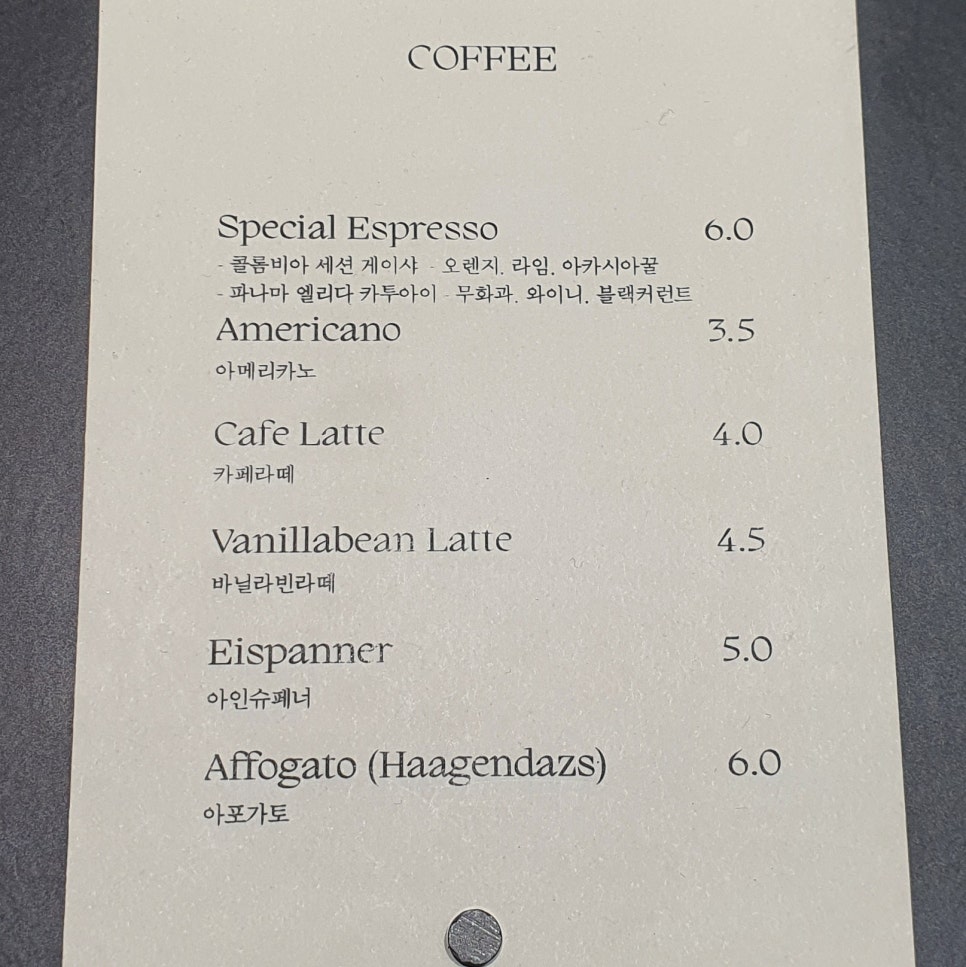 COFFEE
Special Espresso 6.0
- 콜롬비아 세션 게이샤 - 오렌지. 라임. 아카시아꿀
- 파나마 엘리다 카투아이 - 무화과. 와이니. 블랙커런트
Americano 3.5
아메리카노
Cafe Latte 4.0
카페라떼
Vanillabean Latte 4.5
바닐라빈라떼
Eispanner 5.0
아인슈페너
Affogato (Haagendazs) 6.0
아포가토